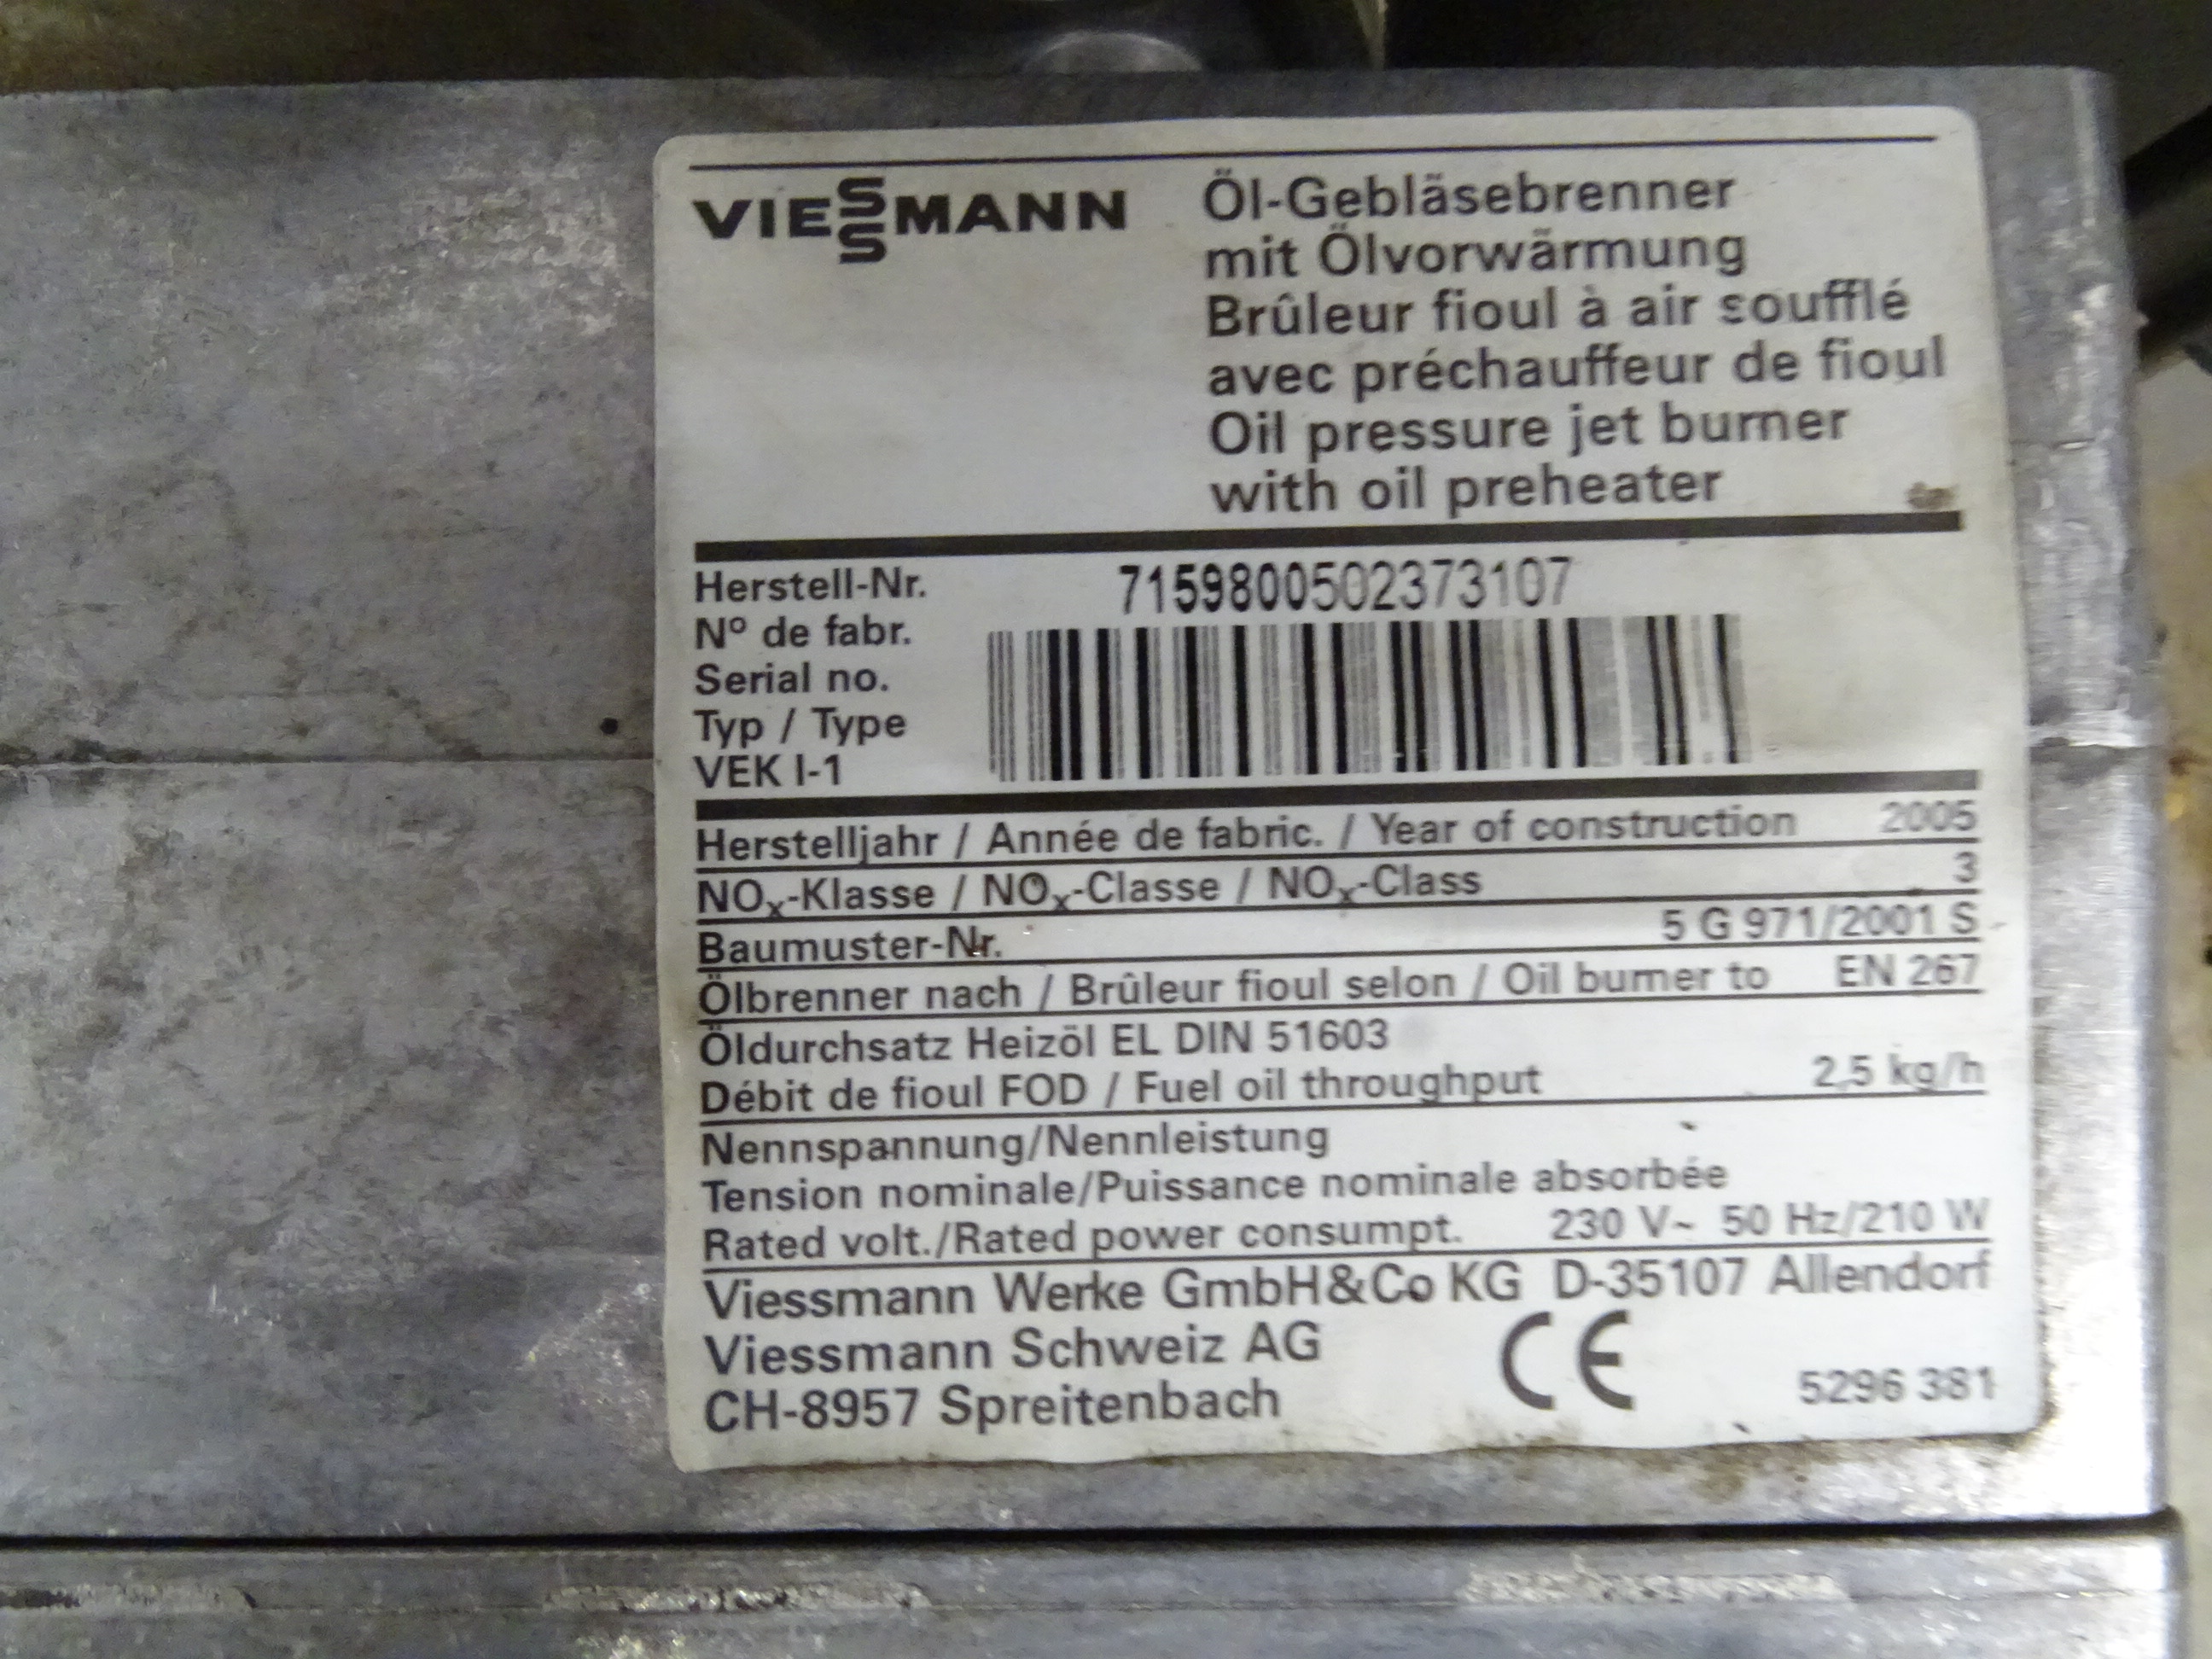 VIESSMANN
Öl-Gebläsebrenner
mit Ölvorwärmung
Brûleur fioul à air soufflé
avec préchauffeur de fioul
Oil pressure jet burner
with oil preheater
Herstell-Nr. 7159800502373107
Nº de fabr.
Serial no.
Typ / Type
VEK I-1
Herstelljahr / Année de fabric. / Year of construction 2005
NOx-Klasse / NOx-Classe / NOx-Class 3
Baumuster-Nr. 5 G 971/2001 S
Ölbrenner nach / Brûleur fioul selon / Oil burner to EN 267
Öldurchsatz Heizöl EL DIN 51603
Débit de fioul FOD / Fuel oil throughput 2,5 kg/h
Nennspannung/Nennleistung
Tension nominale/Puissance nominale absorbée
Rated volt./Rated power consumpt. 230 V~ 50 Hz/210 W
Viessmann Werke GmbH&Co KG D-35107 Allendorf
Viessmann Schweiz AG
CH-8957 Spreitenbach
CE
5296 381